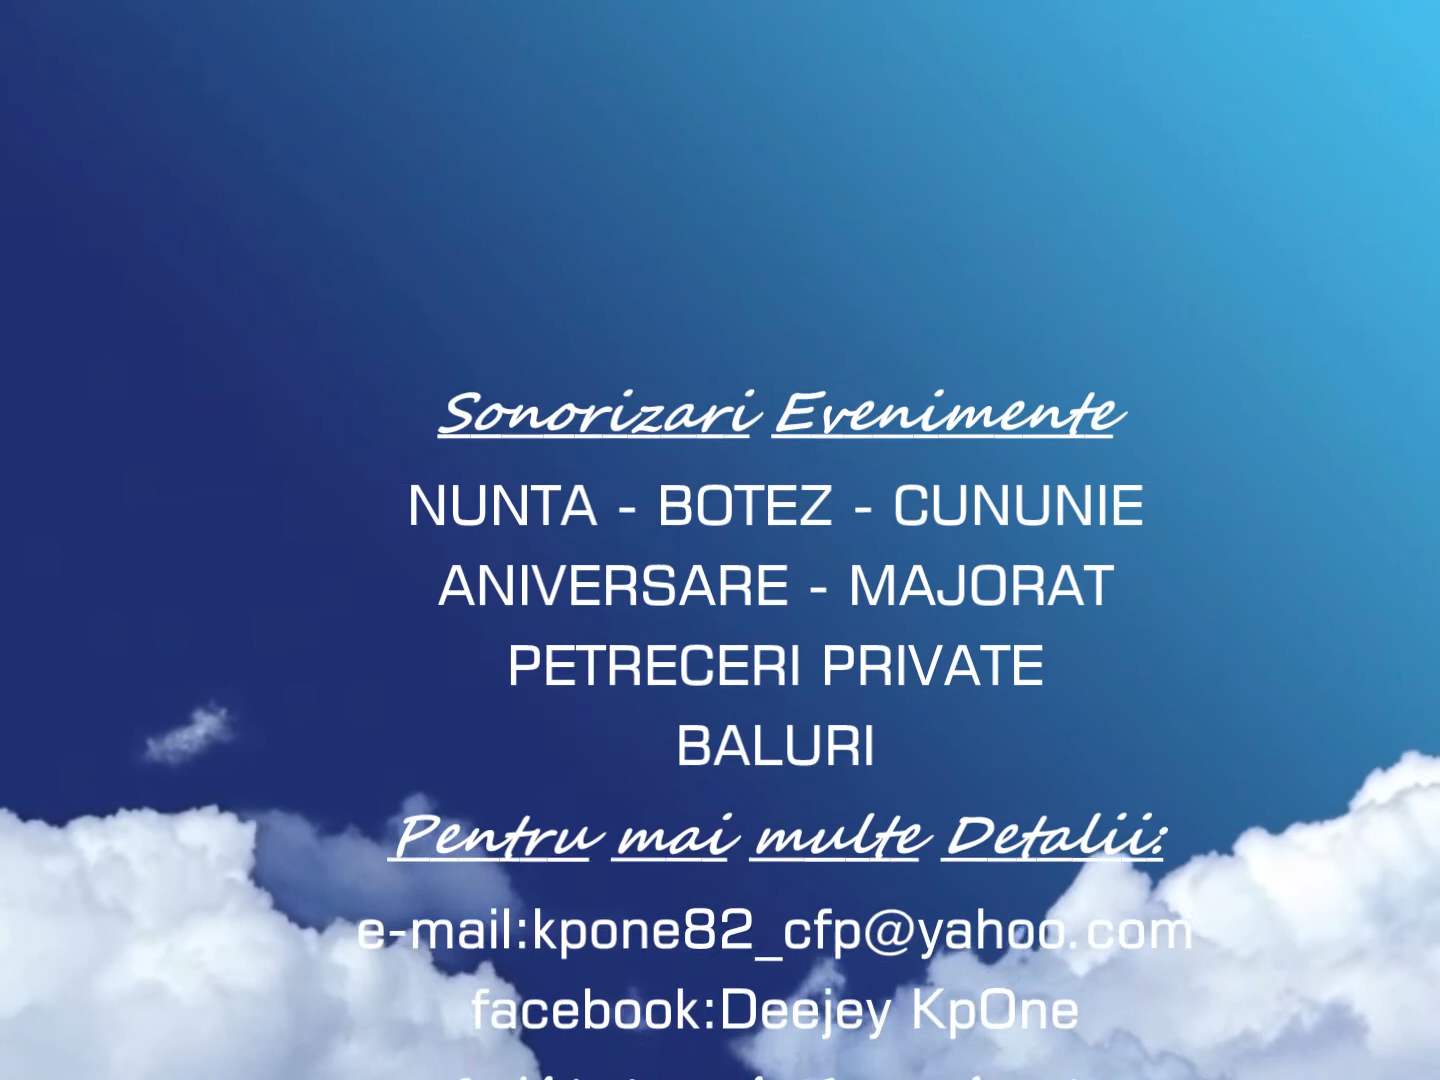 Sonorizari Evenimente
NUNTA - BOTEZ - CUNUNIE
ANIVERSARE - MAJORAT
PETRECERI PRIVATE
BALURI
Pentru mai multe Detalii:
e-mail:kpone82_cfp@yahoo.com
facebook:Deejey KpOne